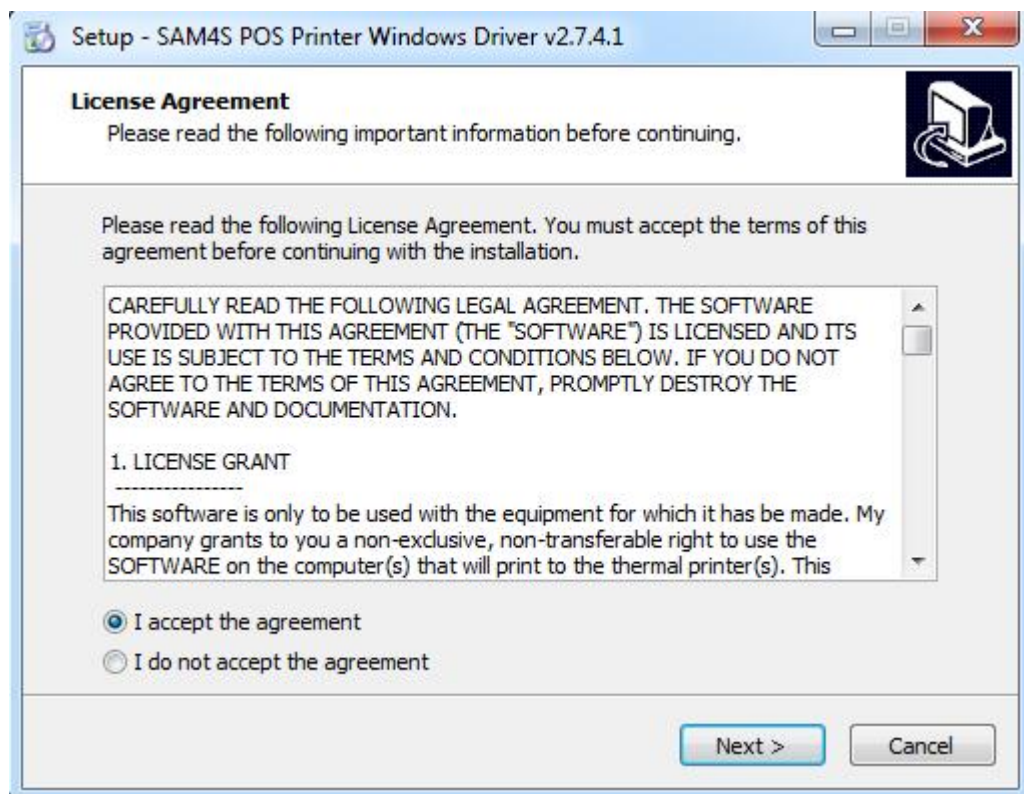 Setup - SAM4S POS Printer Windows Driver v2.7.4.1
License Agreement
Please read the following important information before continuing.
Please read the following License Agreement. You must accept the terms of this
agreement before continuing with the installation.
CAREFULLY READ THE FOLLOWING LEGAL AGREEMENT. THE SOFTWARE
PROVIDED WITH THIS AGREEMENT (THE "SOFTWARE") IS LICENSED AND ITS
USE IS SUBJECT TO THE TERMS AND CONDITIONS BELOW. IF YOU DO NOT
AGREE TO THE TERMS OF THIS AGREEMENT, PROMPTLY DESTROY THE
SOFTWARE AND DOCUMENTATION.
1. LICENSE GRANT
----------------
This software is only to be used with the equipment for which it has be made. My
company grants to you a non-exclusive, non-transferable right to use the
SOFTWARE on the computer(s) that will print to the thermal printer(s). This
I accept the agreement
I do not accept the agreement
Next >
Cancel